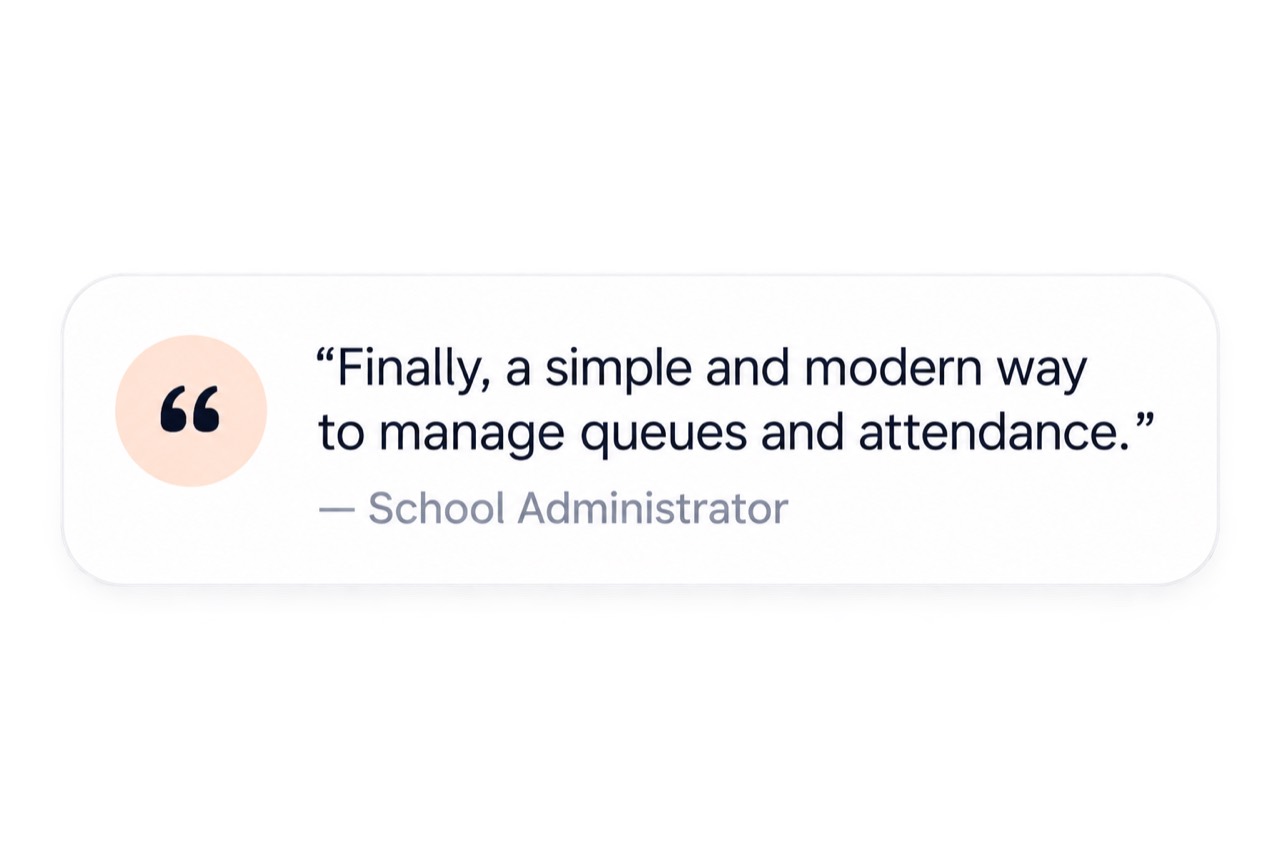 “Finally, a simple and modern way
to manage queues and attendance.”
— School Administrator